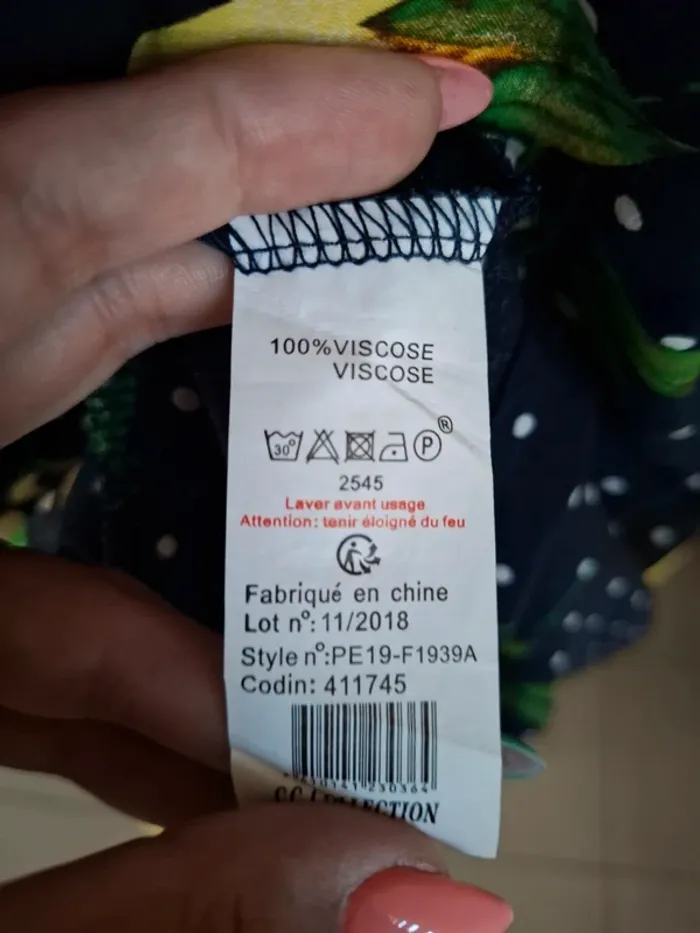 100%VISCOSE
VISCOSE
30°
P®
2545
Laver avant usage
Attention: tenir éloigné du feu
Fabriqué en chine
Lot n°: 11/2018
Style n°:PE19-F1939A
Codin: 411745
230364